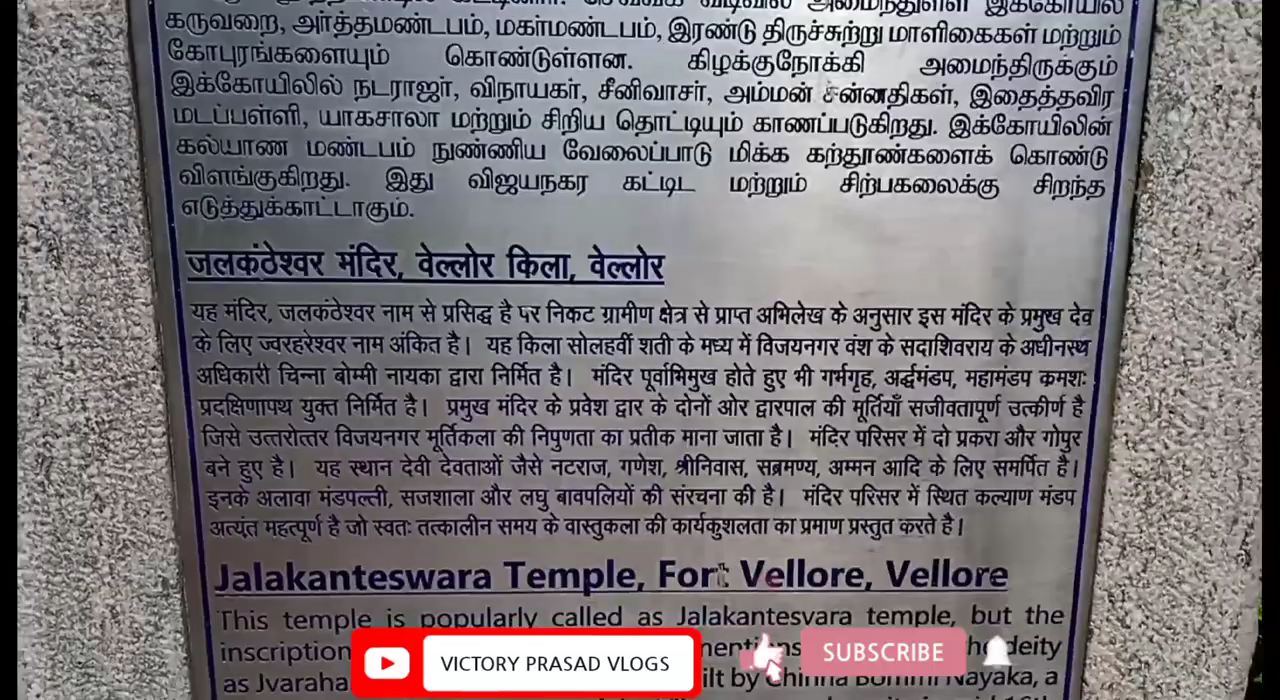 அமைந்துள்ள இக்கோயில்
கருவறை, அர்த்தமண்டபம், மகர்மண்டபம், இரண்டு திருச்சுற்று மாளிகைகள் மற்றும்
கோபுரங்களையும் கொண்டுள்ளன. கிழக்குநோக்கி அமைந்திருக்கும்
இக்கோயிலில் நடராஜர், விநாயகர், சீனிவாசர், அம்மன் சன்னதிகள், இதைத்தவிர
மடப்பள்ளி, யாகசாலா மற்றும் சிறிய தொட்டியும் காணப்படுகிறது. இக்கோயிலின்
கல்யாண மண்டபம் நுண்ணிய வேலைப்பாடு மிக்க கற்தூண்களைக் கொண்டு
விளங்குகிறது. இது விஜயநகர கட்டிட மற்றும் சிற்பகலைக்கு சிறந்த
எடுத்துக்காட்டாகும்.
जलकंठेश्वर मंदिर, वेल्लोर किला, वेल्लोर
यह मंदिर, जलकंठेश्वर नाम से प्रसिद्ध है पर निकट ग्रामीण क्षेत्र से प्राप्त अभिलेख के अनुसार इस मंदिर के प्रमुख देव
के लिए ज्वरहरेश्वर नाम अंकित है। यह किला सोलहवीं शती के मध्य में विजयनगर वंश के सदाशिवराय के अधीनस्थ
अधिकारी चिन्ना बोम्मी नायका द्वारा निर्मित है। मंदिर पूर्वाभिमुख होते हुए भी गर्भगृह, अर्द्धमंडप, महामंडप क्रमशः
प्रदक्षिणापथ युक्त निर्मित है। प्रमुख मंदिर के प्रवेश द्वार के दोनों ओर द्वारपाल की मूर्तियाँ सजीवतापूर्ण उत्कीर्ण है
जिसे उत्तरोत्तर विजयनगर मूर्तिकला की निपुणता का प्रतीक माना जाता है। मंदिर परिसर में दो प्रकरा और गोपुर
बने हुए है। यह स्थान देवी देवताओं जैसे नटराज, गणेश, श्रीनिवास, सब्रमण्य, अम्मन आदि के लिए समर्पित है।
इनके अलावा मंडपल्ली, सजशाला और लघु बावपलियों की संरचना की है। मंदिर परिसर में स्थित कल्याण मंडप
अत्यंत महत्पूर्ण है जो स्वतः तत्कालीन समय के वास्तुकला की कार्यकुशलता का प्रमाण प्रस्तुत करते है।
Jalakanteswara Temple, Fort Vellore, Vellore
This temple is popularly called as Jalakantesvara temple, but the
inscription deity
as built by Chinna Bommi Nayaka, a
VICTORY PRASAD VLOGS
SUBSCRIBE